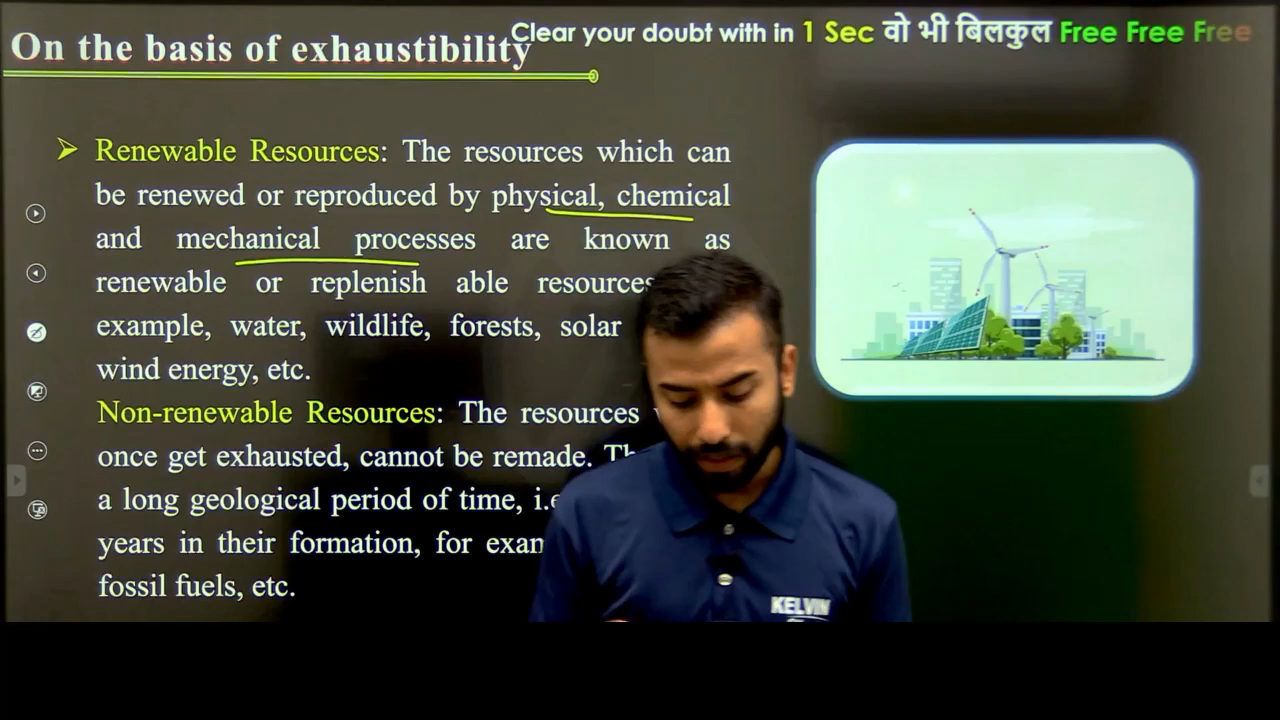 On the basis of exhaustibility
Clear your doubt with in 1 Sec वो भी बिलकुल Free Free Free
➢ Renewable Resources: The resources which can
be renewed or reproduced by physical, chemical
and mechanical processes are known as
renewable or replenish able resources
example, water, wildlife, forests, solar
wind energy, etc.
Non-renewable Resources: The resources
once get exhausted, cannot be remade.
a long geological period of time,
years in their formation, for
fossil fuels, etc.
KELVIN